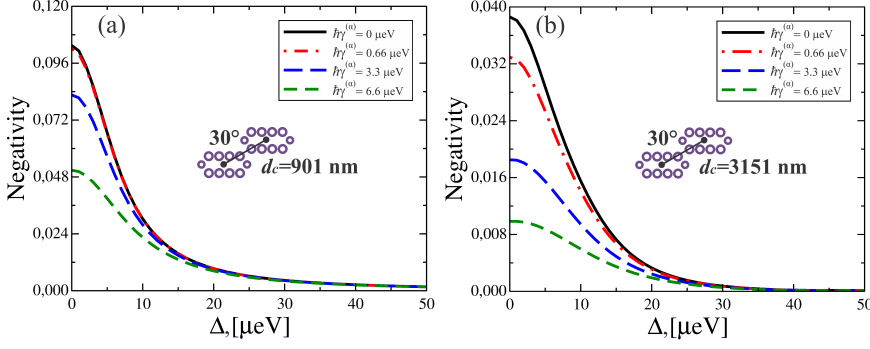 (a)
Negativity
0,120
0,096
0,072
0,048
0,024
0,000
0
10
20
30
40
50
Δ,[μeV]
ℏγ⁽ᵅ⁾ = 0 μeV
ℏγ⁽ᵅ⁾ = 0.66 μeV
ℏγ⁽ᵅ⁾ = 3.3 μeV
ℏγ⁽ᵅ⁾ = 6.6 μeV
30°
d_c=901 nm
(b)
Negativity
0,040
0,032
0,024
0,016
0,008
0,000
0
10
20
30
40
50
Δ,[μeV]
ℏγ⁽ᵅ⁾ = 0 μeV
ℏγ⁽ᵅ⁾ = 0.66 μeV
ℏγ⁽ᵅ⁾ = 3.3 μeV
ℏγ⁽ᵅ⁾ = 6.6 μeV
30°
d_c=3151 nm